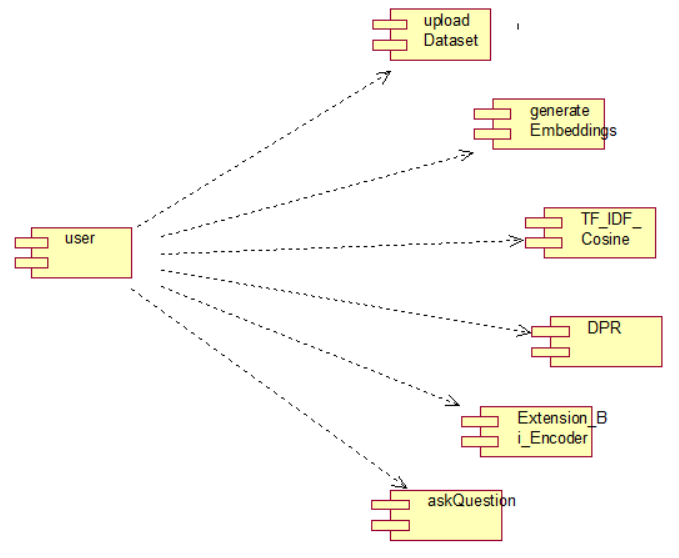 upload
Dataset
generate
Embeddings
user
TF_IDF_
Cosine
DPR
Extension_B
i_Encoder
askQuestion